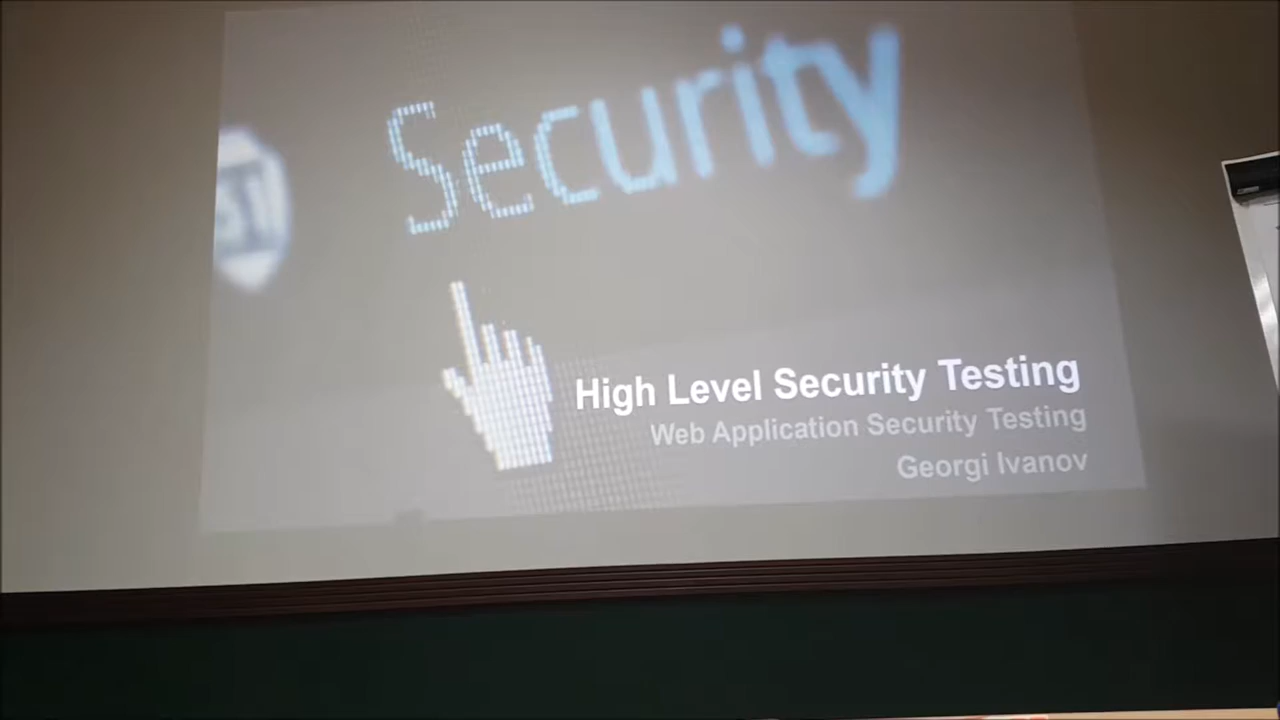 Security
High Level Security Testing
Web Application Security Testing
Georgi Ivanov